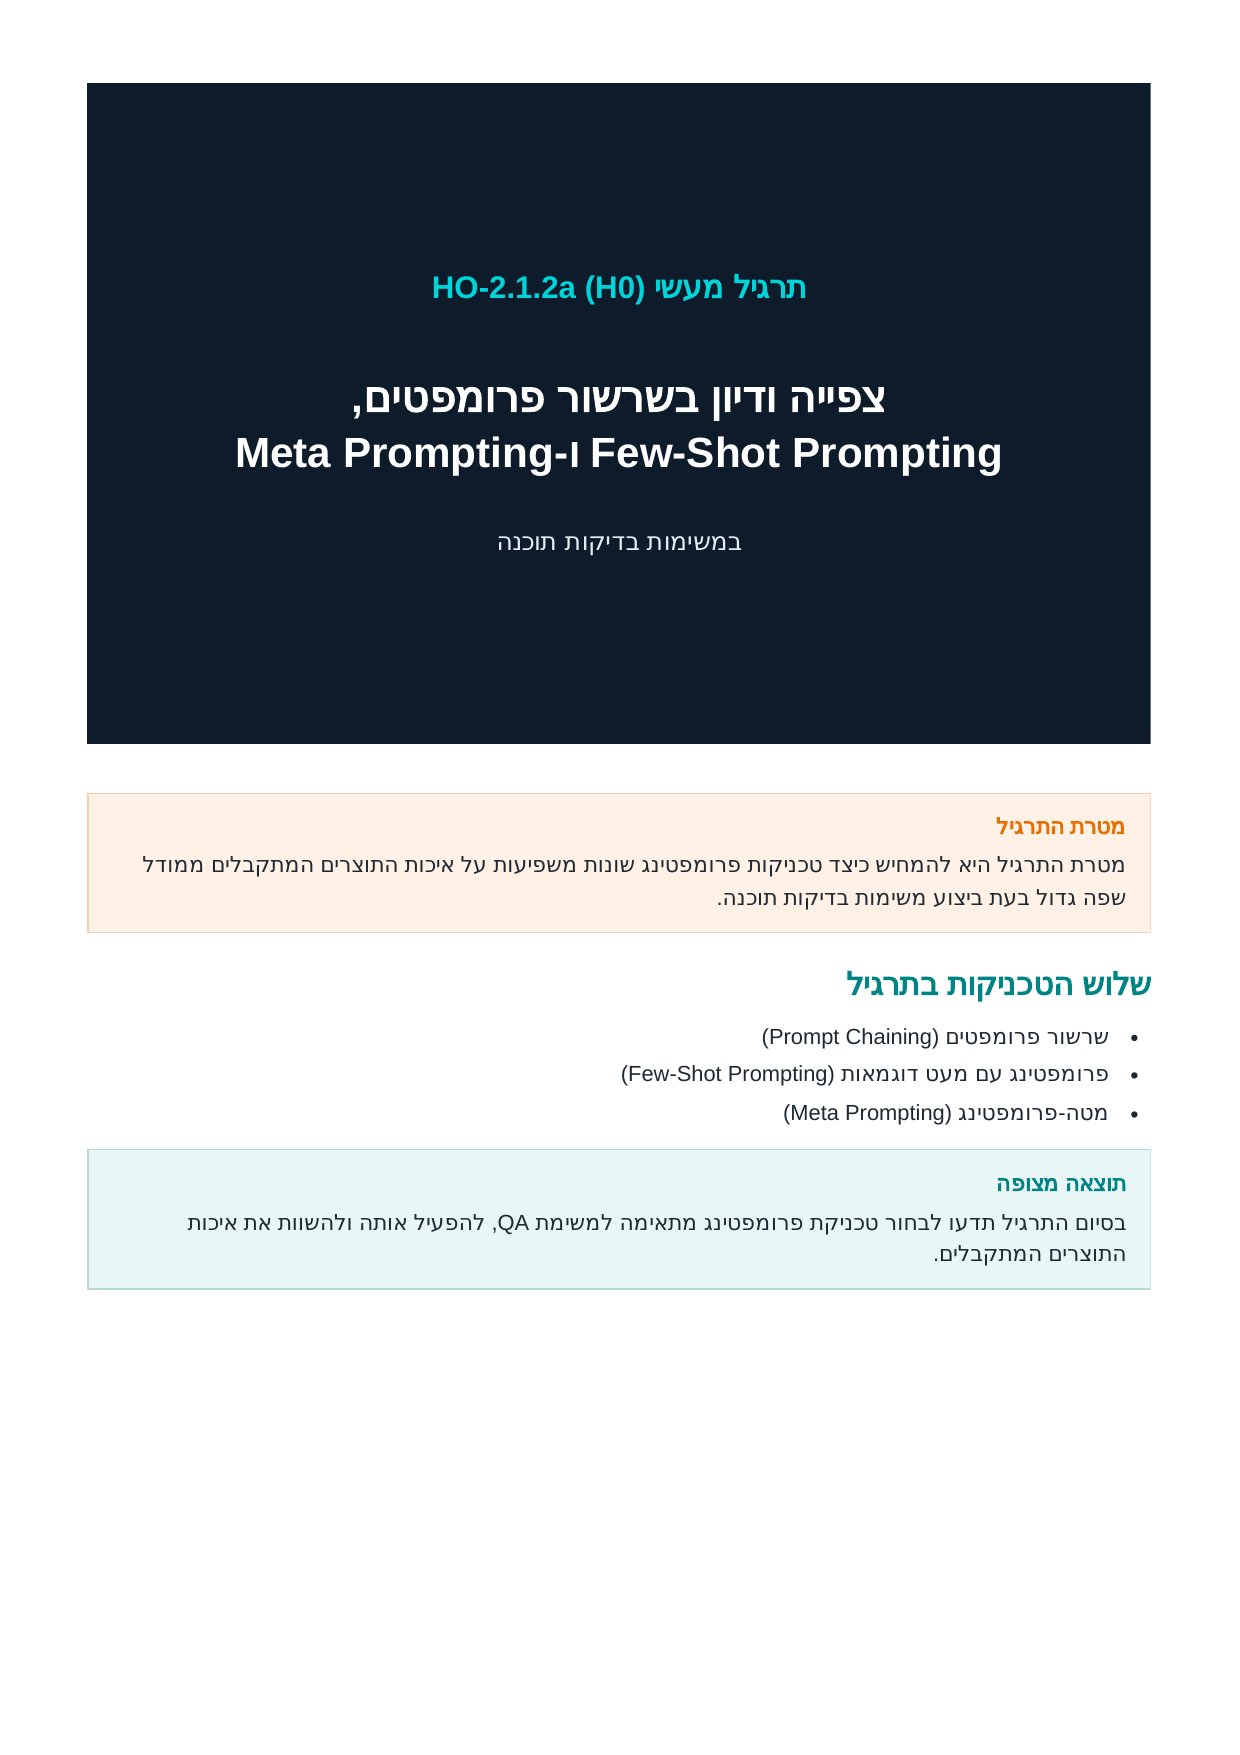 תרגיל מעשי HO-2.1.2a (H0)
צפייה ודיון בשרשור פרומפטים,
Few-Shot Prompting ו-Meta Prompting
במשימות בדיקות תוכנה
מטרת התרגיל
מטרת התרגיל היא להמחיש כיצד טכניקות פרומפטינג שונות משפיעות על איכות התוצרים המתקבלים ממודל
שפה גדול בעת ביצוע משימות בדיקות תוכנה.
שלוש הטכניקות בתרגיל
• שרשור פרומפטים (Prompt Chaining)
• פרומפטינג עם מעט דוגמאות (Few-Shot Prompting)
• מטה-פרומפטינג (Meta Prompting)
תוצאה מצופה
בסיום התרגיל תדעו לבחור טכניקת פרומפטינג מתאימה למשימת QA, להפעיל אותה ולהשוות את איכות
התוצרים המתקבלים.